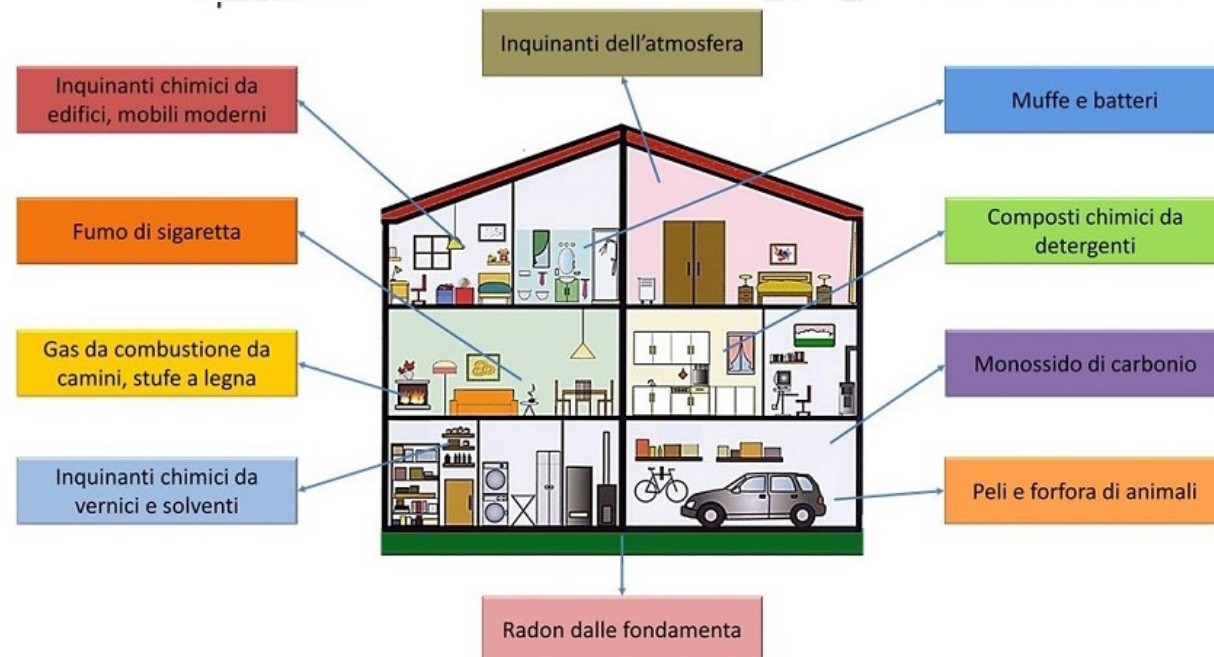 Inquinanti dell'atmosfera
Inquinanti chimici da
edifici, mobili moderni
Muffe e batteri
Fumo di sigaretta
Composti chimici da
detergenti
Gas da combustione da
camini, stufe a legna
Monossido di carbonio
Inquinanti chimici da
vernici e solventi
Peli e forfora di animali
Radon dalle fondamenta